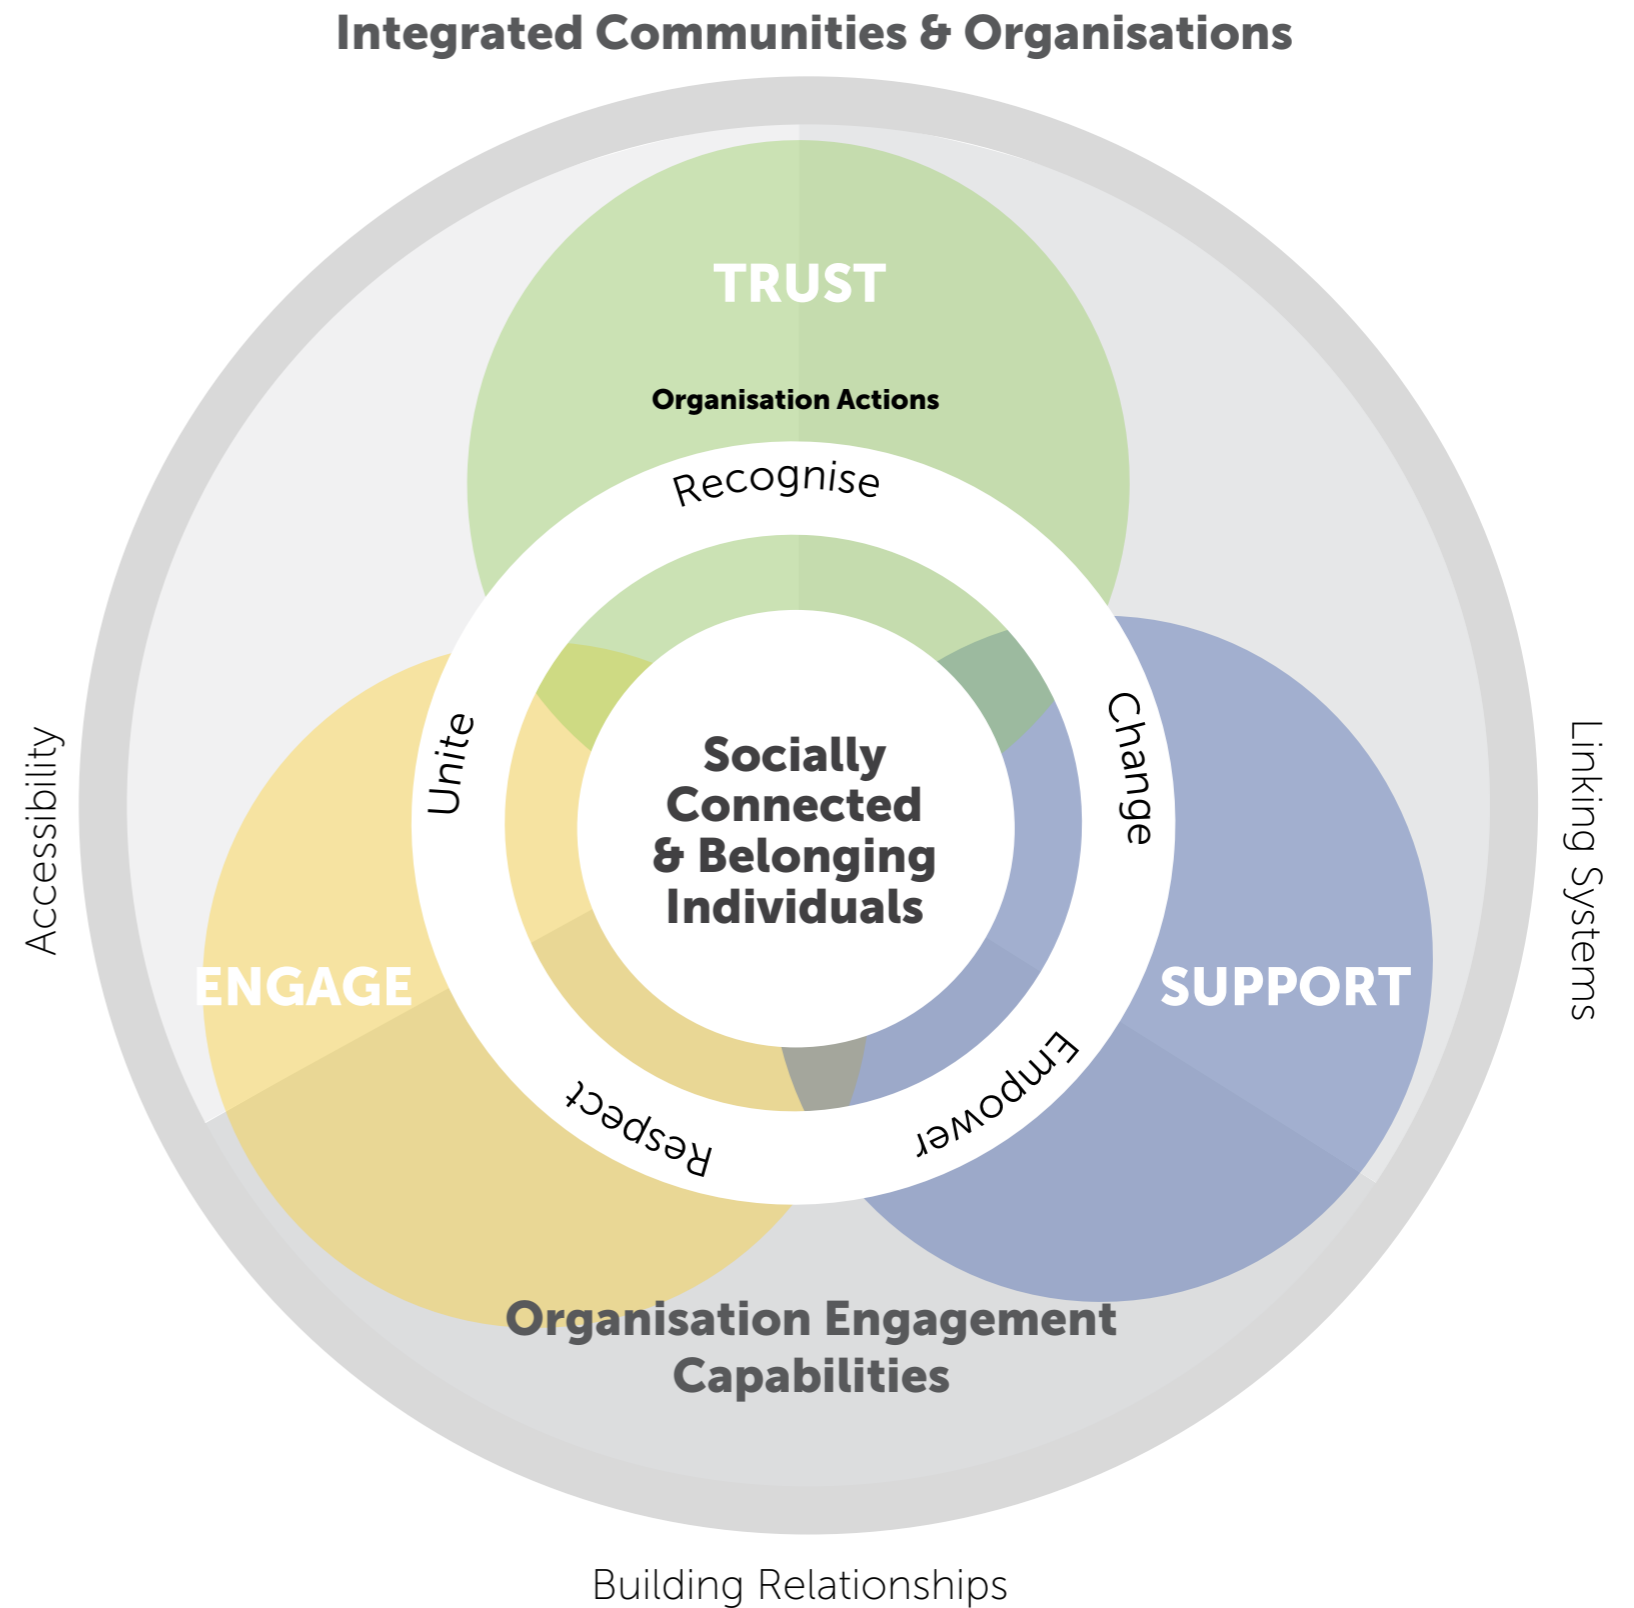 Integrated Communities & Organisations
TRUST
Organisation Actions
Recognise
Unite
Change
Accessibility
Linking Systems
Socially
Connected
& Belonging
Individuals
ENGAGE
SUPPORT
Respect
Empower
Organisation Engagement
Capabilities
Building Relationships